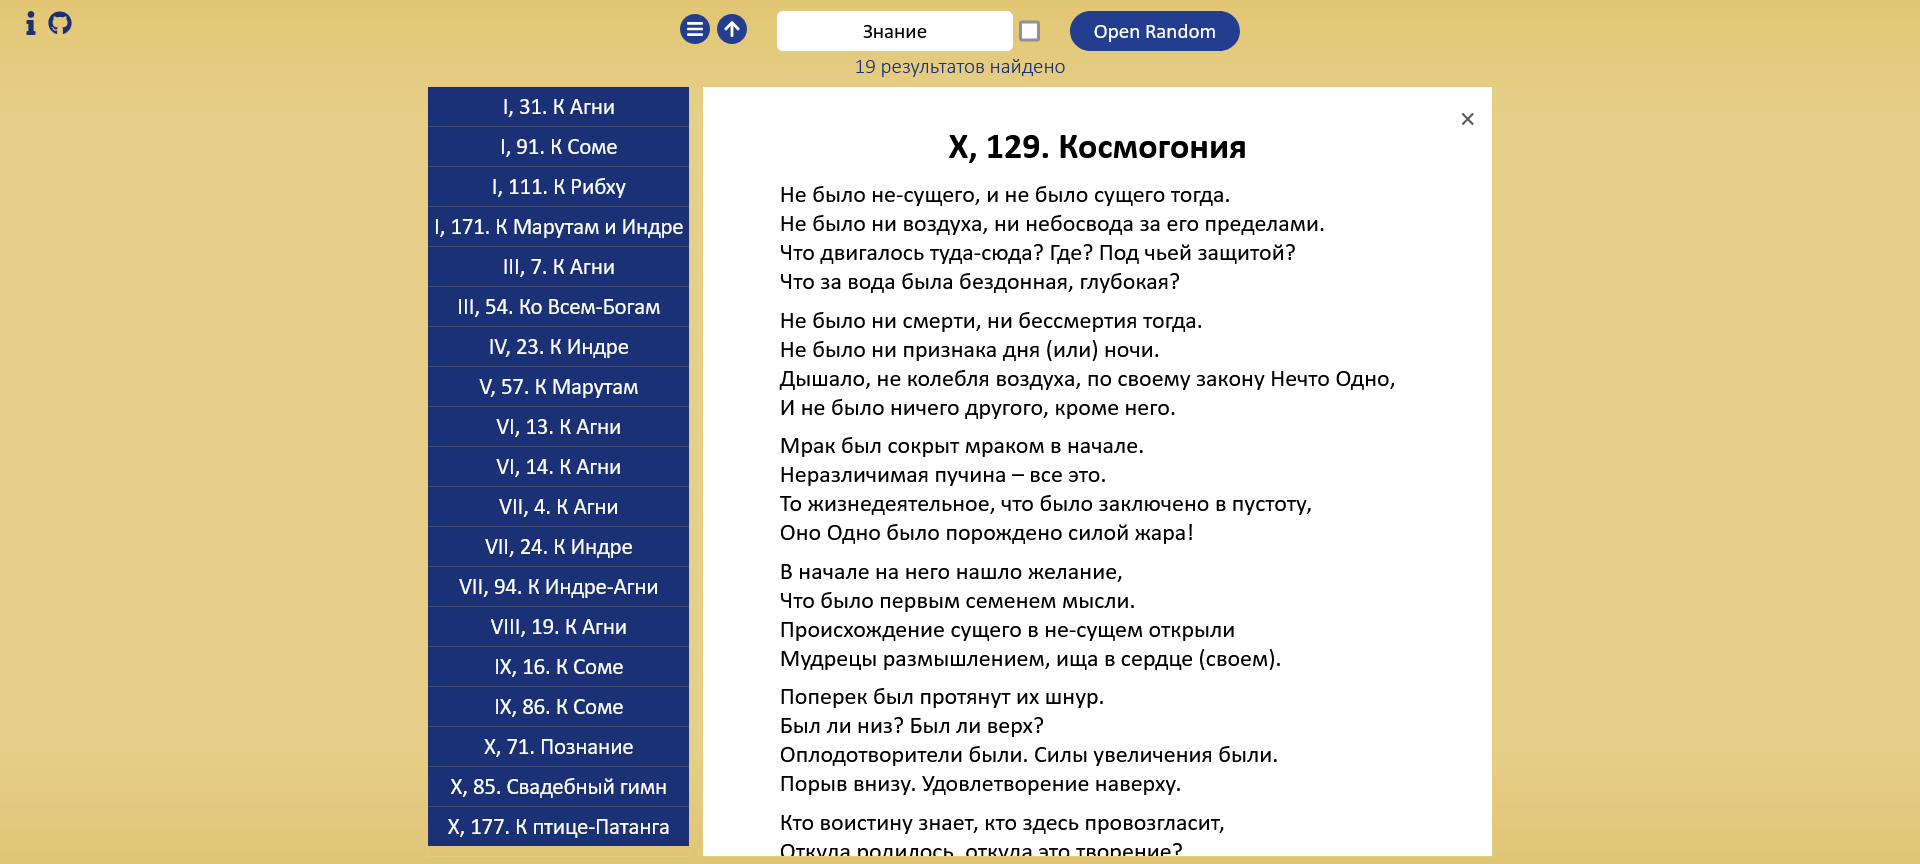 Знание
Open Random
19 результатов найдено
I, 31. К Агни
I, 91. К Соме
I, 111. К Рибху
I, 171. К Марутам и Индре
III, 7. К Агни
III, 54. Ко Всем-Богам
IV, 23. К Индре
V, 57. К Марутам
VI, 13. К Агни
VI, 14. К Агни
VII, 4. К Агни
VII, 24. К Индре
VII, 94. К Индре-Агни
VIII, 19. К Агни
IX, 16. К Соме
IX, 86. К Соме
X, 71. Познание
X, 85. Свадебный гимн
X, 177. К птице-Патанга
X, 129. Космогония
Не было не-сущего, и не было сущего тогда.
Не было ни воздуха, ни небосвода за его пределами.
Что двигалось туда-сюда? Где? Под чьей защитой?
Что за вода была бездонная, глубокая?
Не было ни смерти, ни бессмертия тогда.
Не было ни признака дня (или) ночи.
Дышало, не колебля воздуха, по своему закону Нечто Одно,
И не было ничего другого, кроме него.
Мрак был сокрыт мраком в начале.
Неразличимая пучина – все это.
То жизнедеятельное, что было заключено в пустоту,
Оно Одно было порождено силой жара!
В начале на него нашло желание,
Что было первым семенем мысли.
Происхождение сущего в не-сущем открыли
Мудрецы размышлением, ища в сердце (своем).
Поперек был протянут их шнур.
Был ли низ? Был ли верх?
Оплодотворители были. Силы увеличения были.
Порыв внизу. Удовлетворение наверху.
Кто воистину знает, кто здесь провозгласит,
Откуда родилось, откуда это творение?